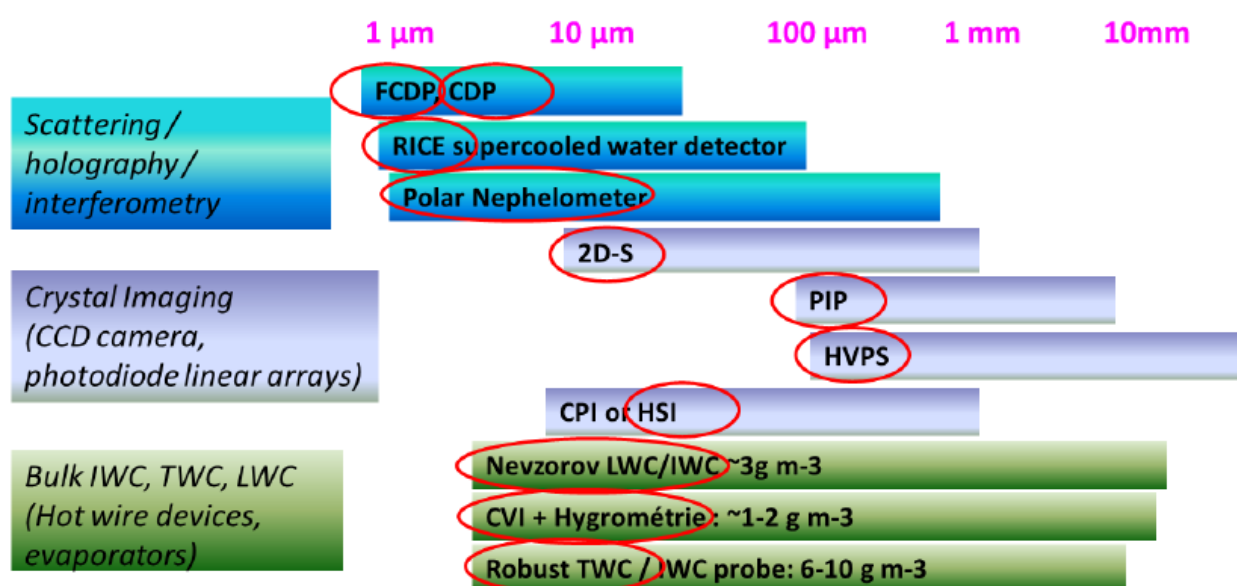 1 µm 10 µm 100 µm 1 mm 10mm
FCDP, CDP
Scattering /
holography /
interferometry
RICE supercooled water detector
Polar Nephelometer
2D-S
Crystal Imaging
(CCD camera,
photodiode linear arrays)
PIP
HVPS
CPI or HSI
Bulk IWC, TWC, LWC
(Hot wire devices,
evaporators)
Nevzorov LWC/IWC ~3g m-3
CVI + Hygrométrie : ~1-2 g m-3
Robust TWC / IWC probe: 6-10 g m-3